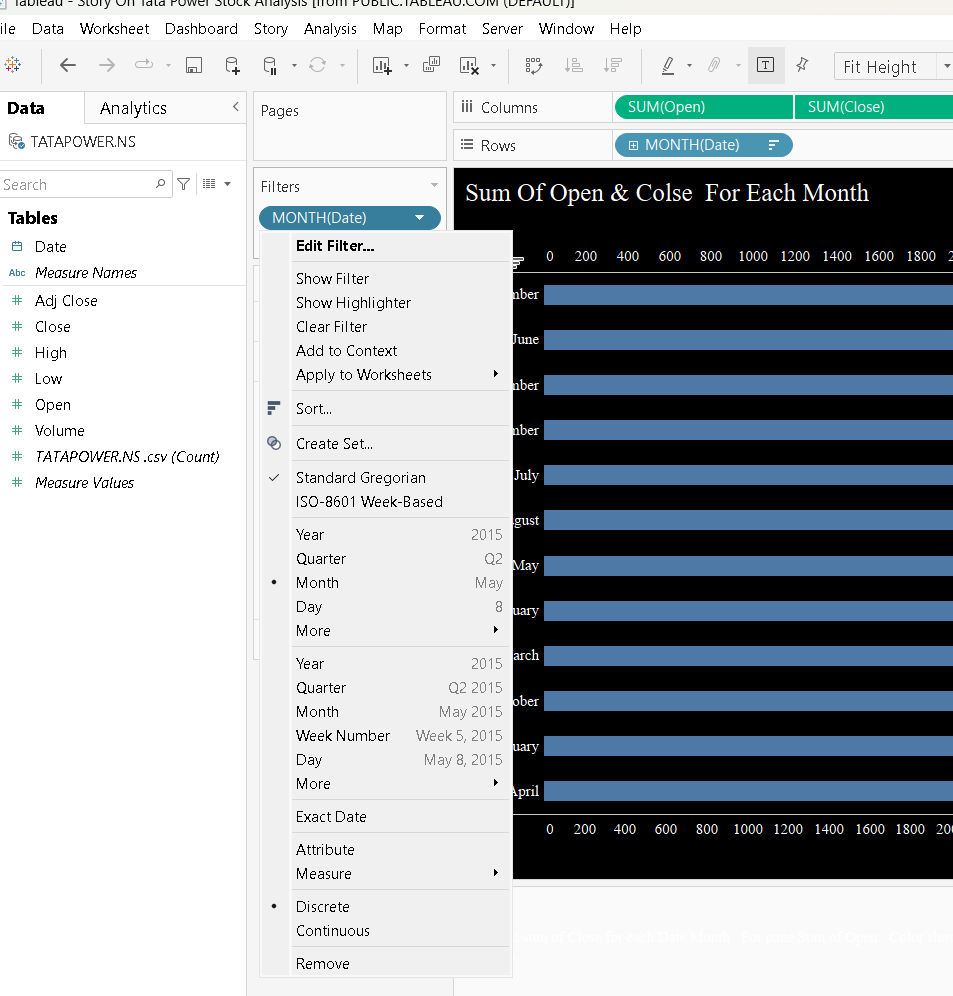 Tableau - Story On Tata Power Stock Analysis [from PUBLIC.TABLEAU.COM (DEFAULT)]
ile Data Worksheet Dashboard Story Analysis Map Format Server Window Help
T Fit Height
Data Analytics
TATAPOWER.NS
Search
Tables
Date
Abc Measure Names
Adj Close
Close
High
Low
Open
Volume
TATAPOWER.NS .csv (Count)
Measure Values
Pages
Columns SUM(Open) SUM(Close)
Rows MONTH(Date)
Filters
MONTH(Date)
Edit Filter...
Show Filter
Show Highlighter
Clear Filter
Add to Context
Apply to Worksheets
Sort...
Create Set...
Standard Gregorian
ISO-8601 Week-Based
Year 2015
Quarter Q2
Month May
Day 8
More
Year 2015
Quarter Q2 2015
Month May 2015
Week Number Week 5, 2015
Day May 8, 2015
More
Exact Date
Attribute
Measure
Discrete
Continuous
Remove
Sum Of Open & Colse For Each Month
0 200 400 600 800 1000 1200 1400 1600 1800 2
mber
June
mber
mber
July
gust
May
uary
arch
ober
uary
April
0 200 400 600 800 1000 1200 1400 1600 1800 200
sum of Close for each Date Month. For pane Sum of Open: